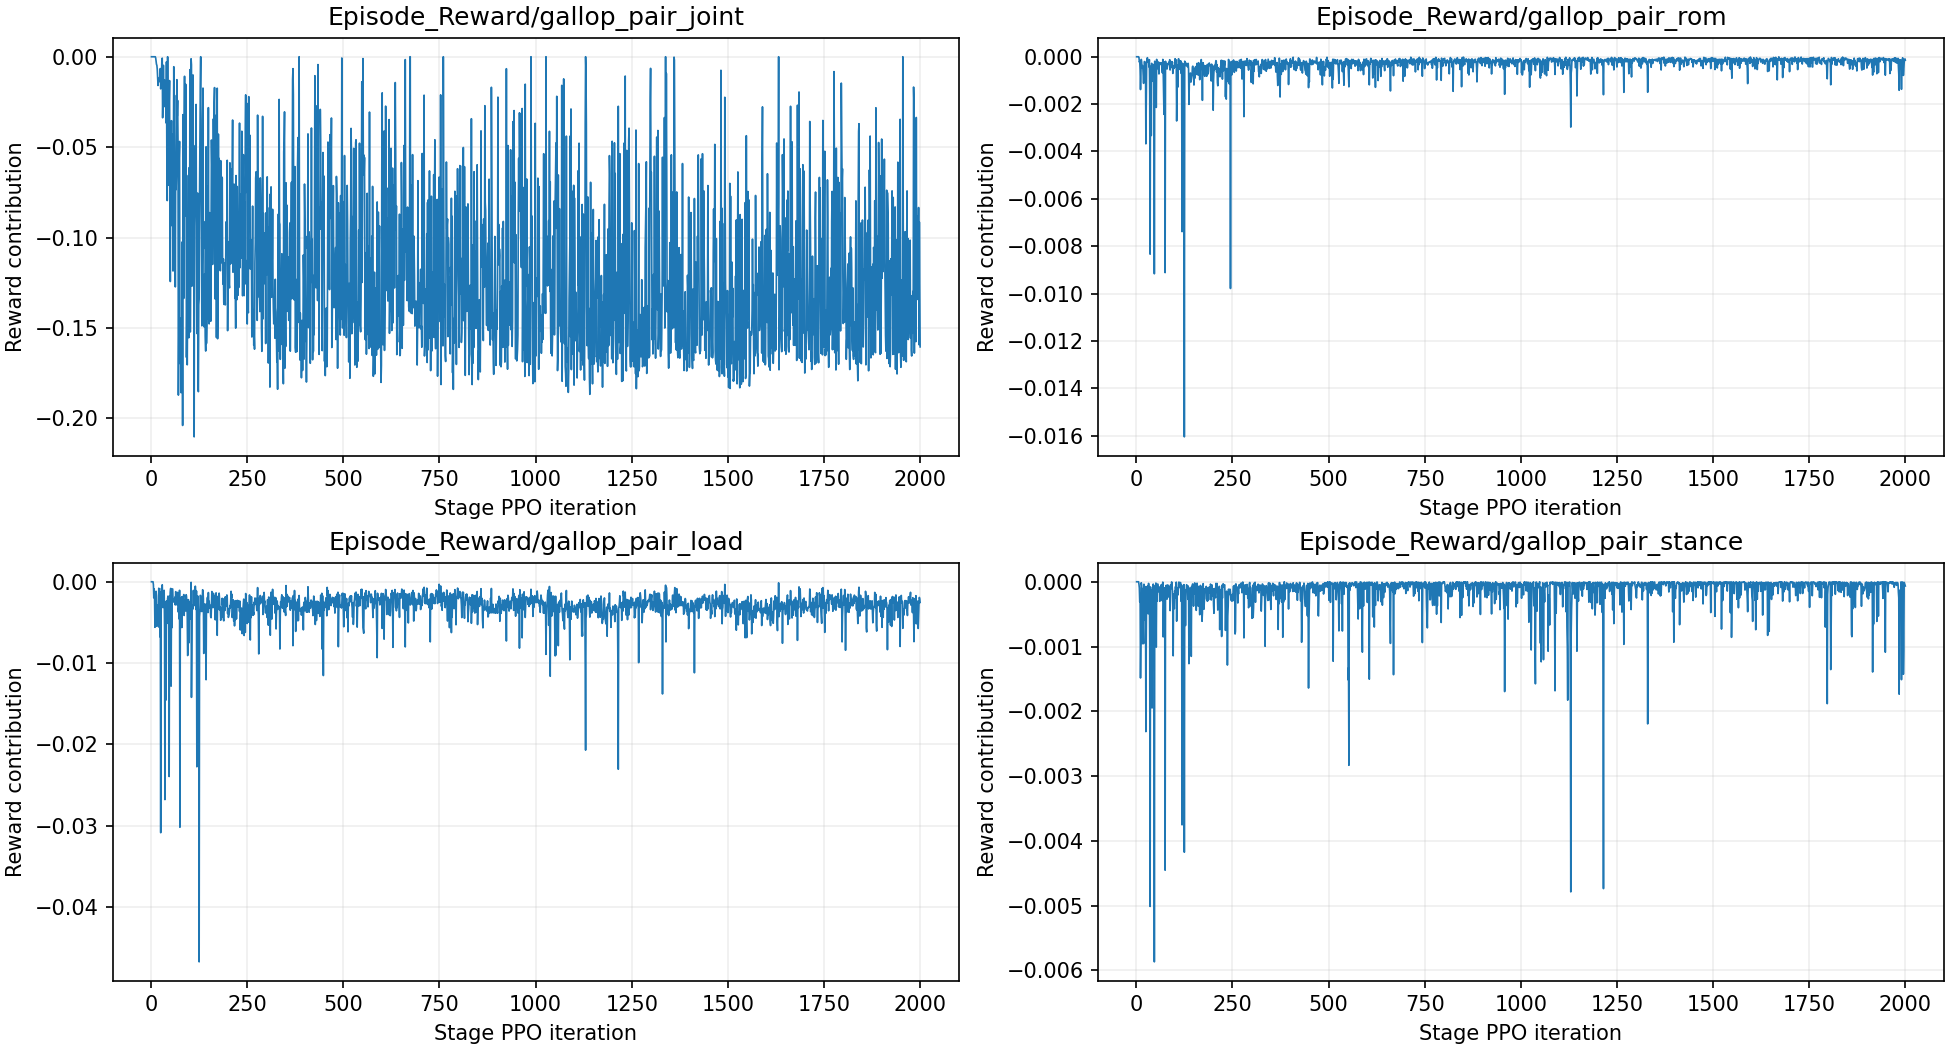 Episode_Reward/gallop_pair_joint
Reward contribution
0.00
−0.05
−0.10
−0.15
−0.20
0 250 500 750 1000 1250 1500 1750 2000
Stage PPO iteration
Episode_Reward/gallop_pair_rom
Reward contribution
0.000
−0.002
−0.004
−0.006
−0.008
−0.010
−0.012
−0.014
−0.016
0 250 500 750 1000 1250 1500 1750 2000
Stage PPO iteration
Episode_Reward/gallop_pair_load
Reward contribution
0.00
−0.01
−0.02
−0.03
−0.04
0 250 500 750 1000 1250 1500 1750 2000
Stage PPO iteration
Episode_Reward/gallop_pair_stance
Reward contribution
0.000
−0.001
−0.002
−0.003
−0.004
−0.005
−0.006
0 250 500 750 1000 1250 1500 1750 2000
Stage PPO iteration